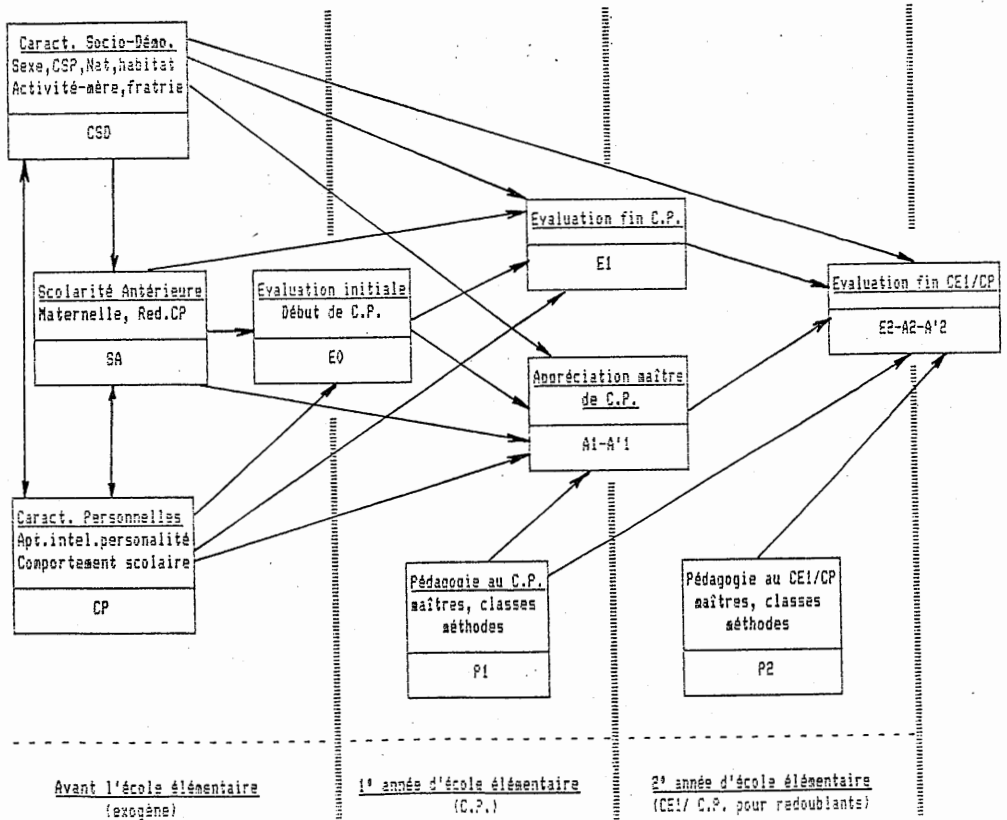 Caract. Socio-Démo.
Sexe,CSP,Nat,habitat
Activité-mère,fratrie
CSD
Evaluation fin C.P.
E1
Scolarité Antérieure
Maternelle, Red.CP
SA
Evaluation initiale
Début de C.P.
E0
Evaluation fin CE1/CP
E2-A2-A'2
Appréciation maître
de C.P.
A1-A'1
Caract. Personnelles
Apt.intel.personalité
Comportement scolaire
CP
Pédagogie au C.P.
maîtres, classes
méthodes
P1
Pédagogie au CE1/CP
maîtres, classes
méthodes
P2
Avant l'école élémentaire
(exogène)
1° année d'école élémentaire
(C.P.)
2° année d'école élémentaire
(CE1/ C.P. pour redoublants)